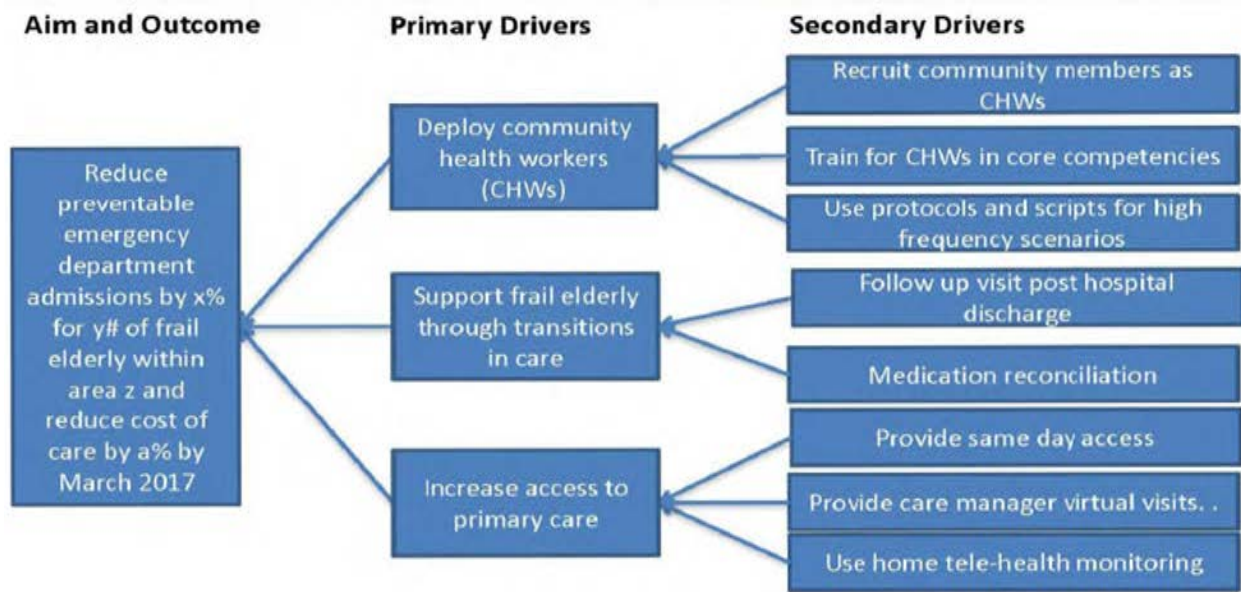 Aim and Outcome
Primary Drivers
Secondary Drivers
Reduce
preventable
emergency
department
admissions by x%
for y# of frail
elderly within
area z and
reduce cost of
care by a% by
March 2017
Deploy community
health workers
(CHWs)
Support frail elderly
through transitions
in care
Increase access to
primary care
Recruit community members as
CHWs
Train for CHWs in core competencies
Use protocols and scripts for high
frequency scenarios
Follow up visit post hospital
discharge
Medication reconciliation
Provide same day access
Provide care manager virtual visits. .
Use home tele-health monitoring